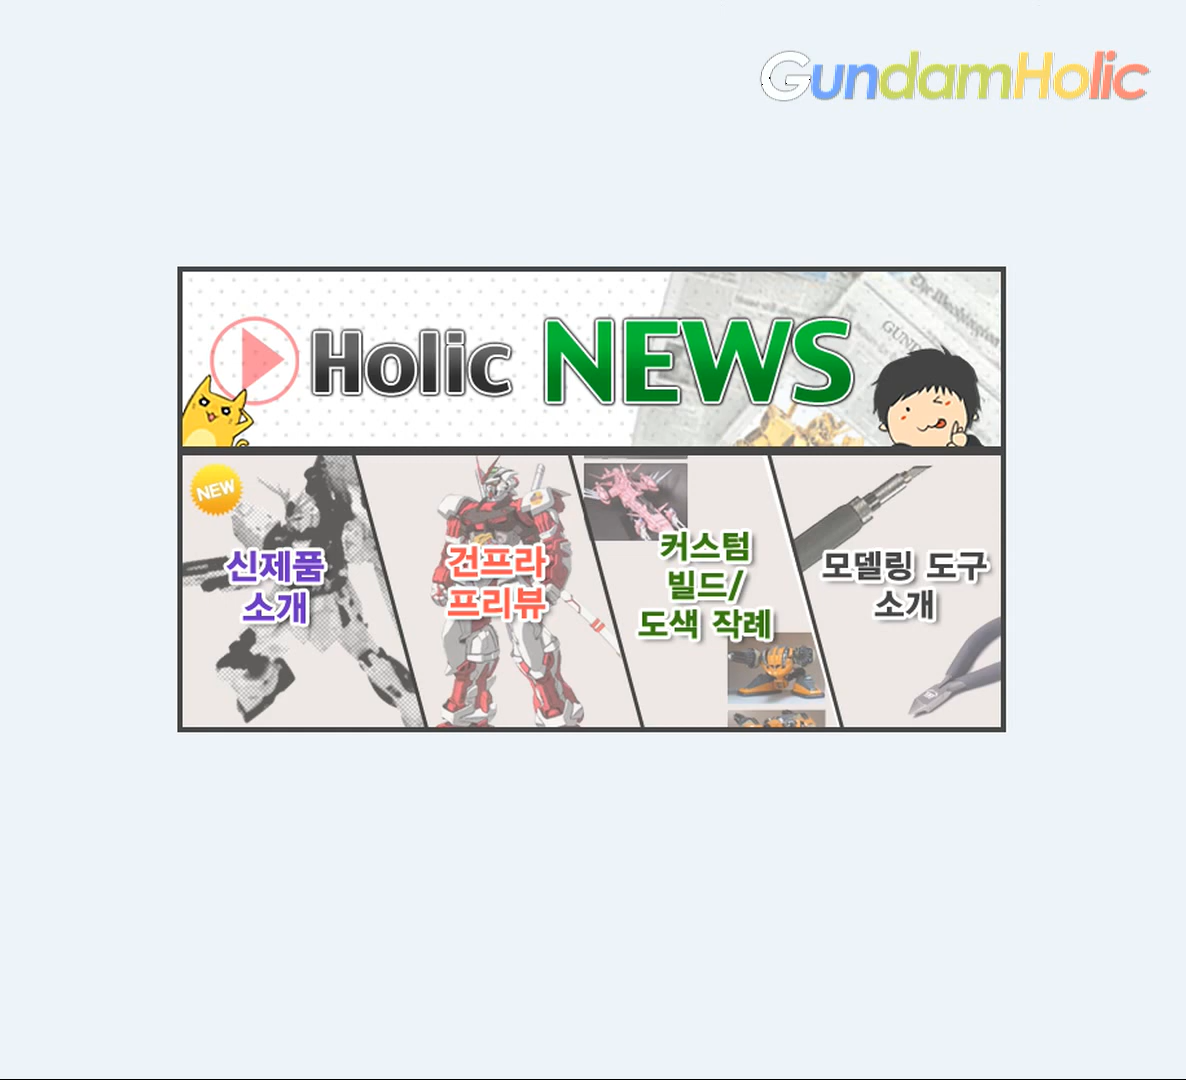 GundamHolic
Holic NEWS
NEW
신제품
소개
건프라
프리뷰
커스텀
빌드/
도색 작례
모델링 도구
소개